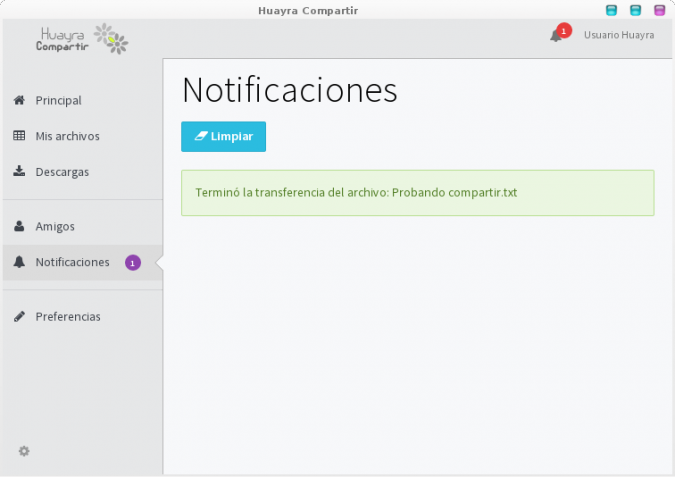 Huayra Compartir
Huayra
Compartir
1
Usuario Huayra
Principal
Mis archivos
Descargas
Amigos
Notificaciones
1
Preferencias
Notificaciones
Limpiar
Terminó la transferencia del archivo: Probando compartir.txt